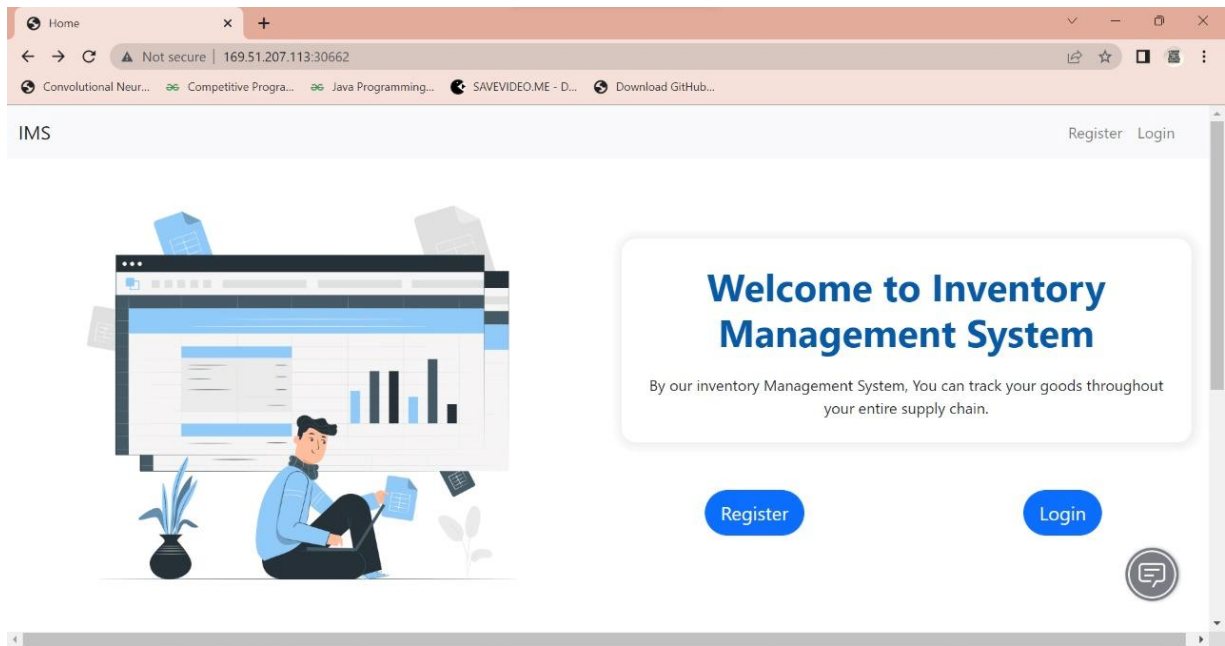 Home
Not secure | 169.51.207.113:30662
Convolutional Neur... Competitive Progra... Java Programming... SAVEVIDEO.ME - D... Download GitHub...
IMS Register Login
Welcome to Inventory
Management System
By our inventory Management System, You can track your goods throughout
your entire supply chain.
Register Login